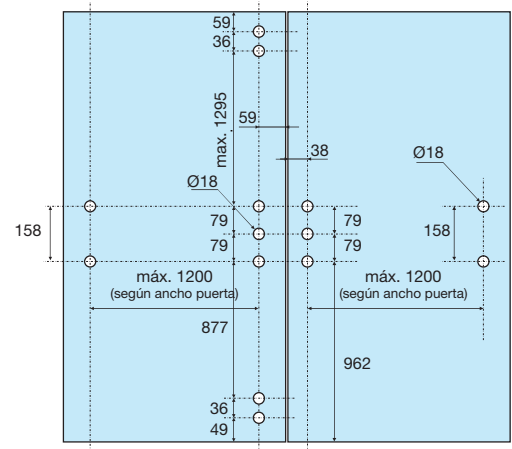 59
36
max. 1295
59
38
Ø18
Ø18
158
79
79
79
79
158
máx. 1200
(según ancho puerta)
máx. 1200
(según ancho puerta)
877
962
36
49